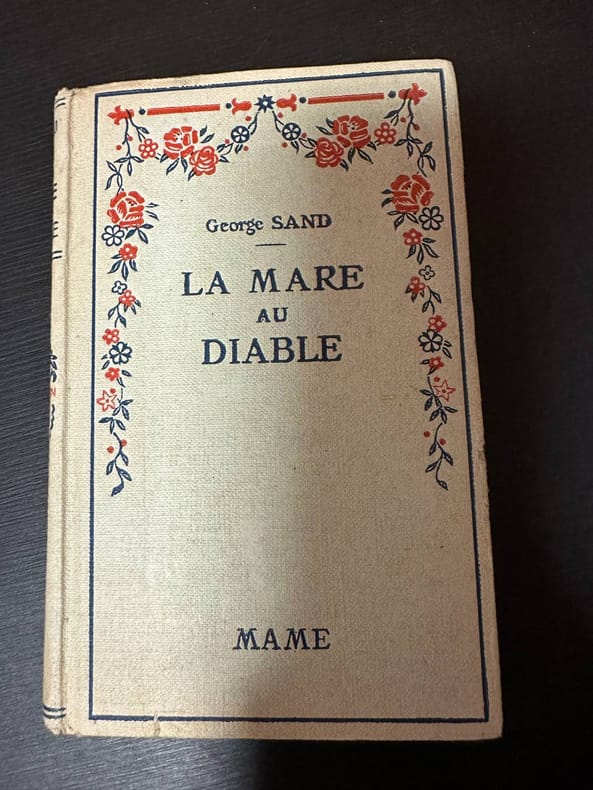 George SAND
LA MARE
AU
DIABLE
MAME